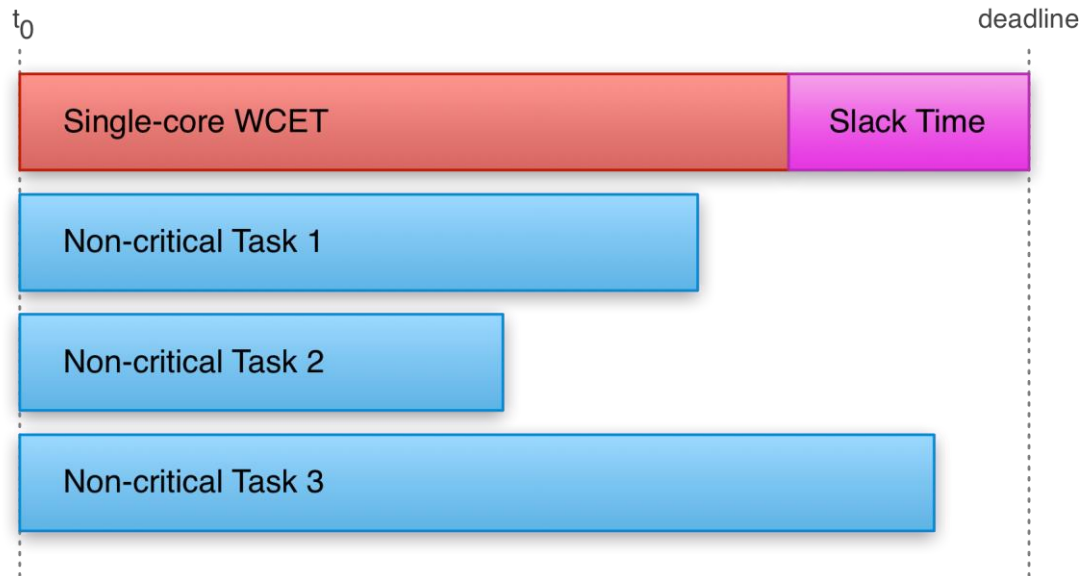 t0
deadline
Single-core WCET
Slack Time
Non-critical Task 1
Non-critical Task 2
Non-critical Task 3